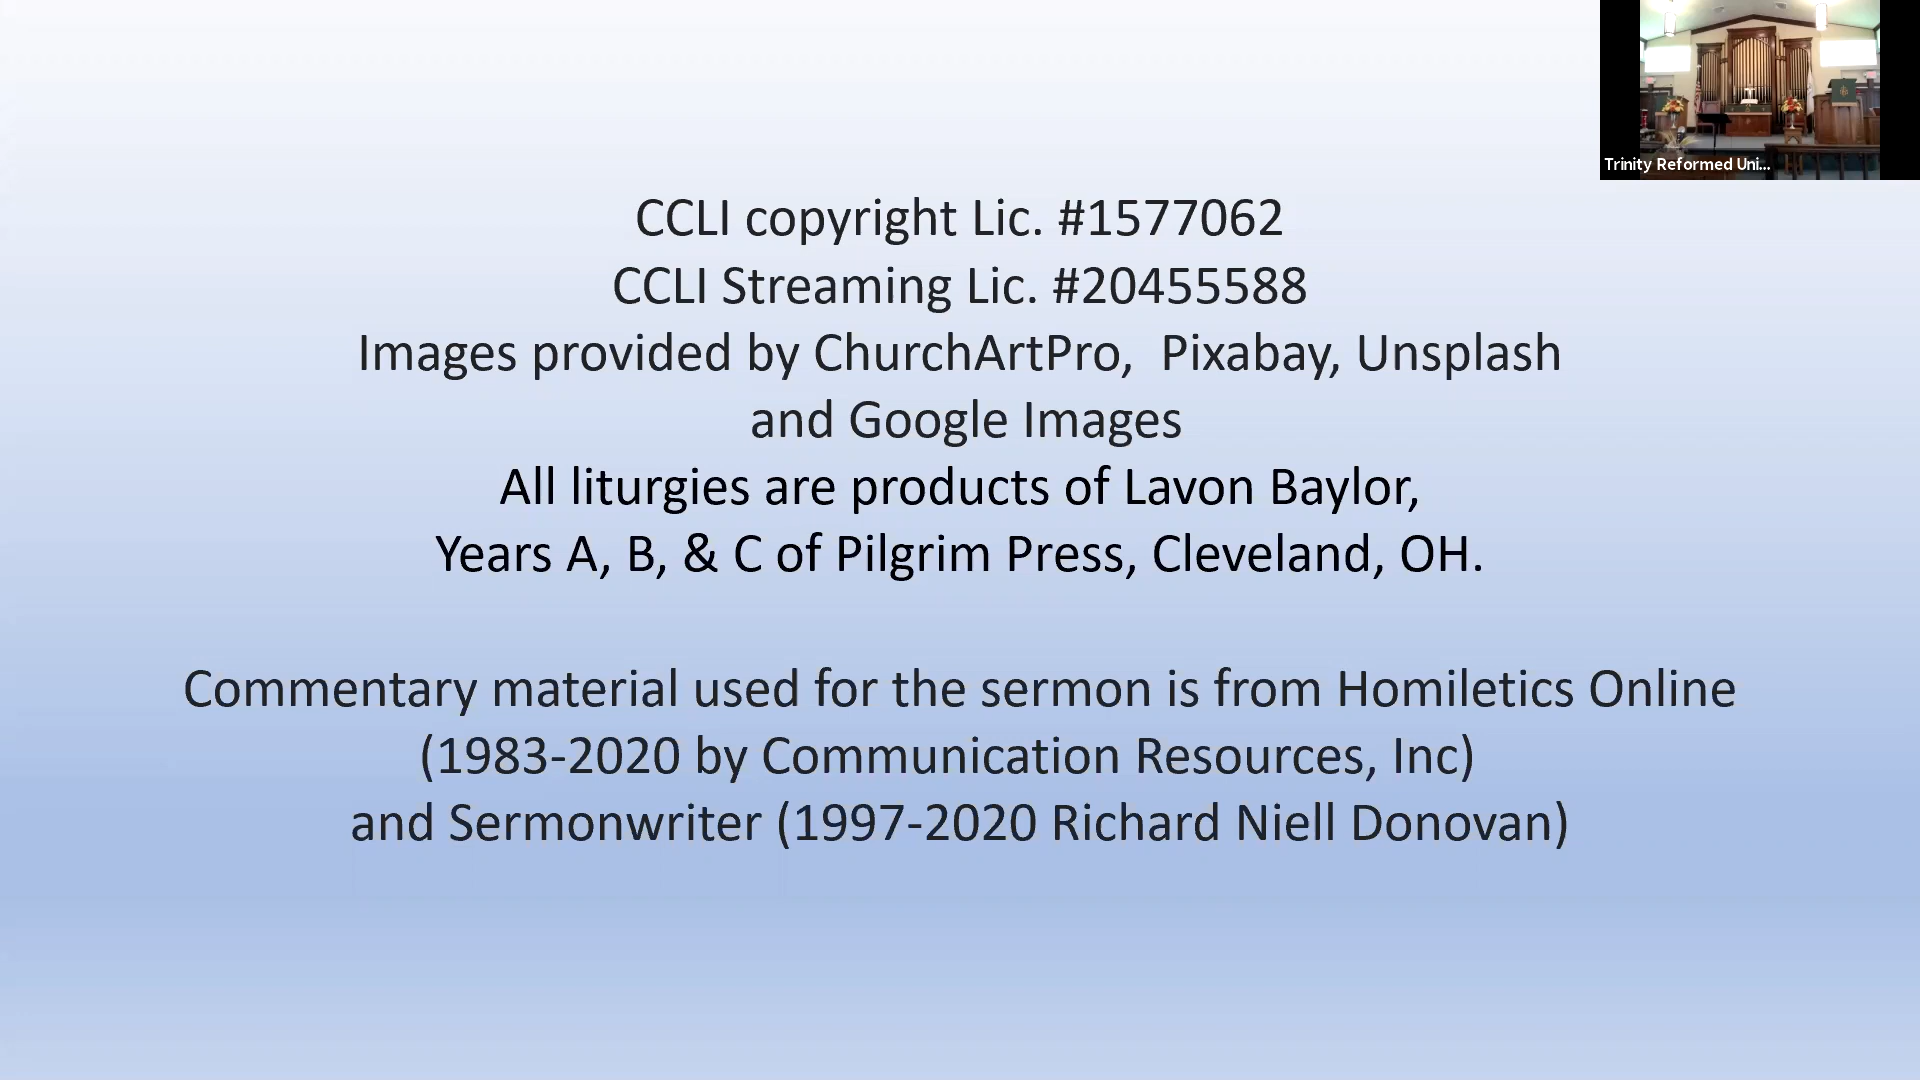 Trinity Reformed Uni...
CCLI copyright Lic. #1577062
CCLI Streaming Lic. #20455588
Images provided by ChurchArtPro,  Pixabay, Unsplash
and Google Images
All liturgies are products of Lavon Baylor,
Years A, B, & C of Pilgrim Press, Cleveland, OH.
Commentary material used for the sermon is from Homiletics Online
(1983-2020 by Communication Resources, Inc)
and Sermonwriter (1997-2020 Richard Niell Donovan)